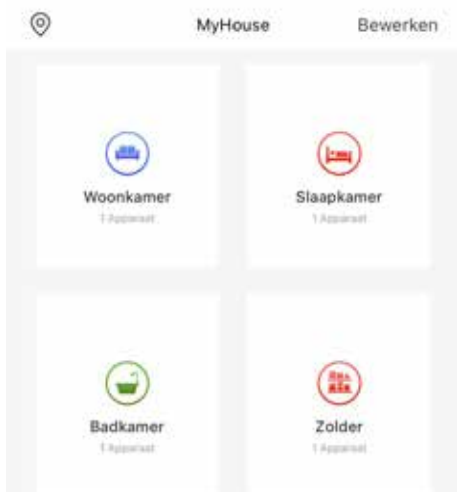 MyHouse Bewerken
Woonkamer Slaapkamer
1 Apparaat 1 Apparaat
Badkamer Zolder
1 Apparaat 1 Apparaat